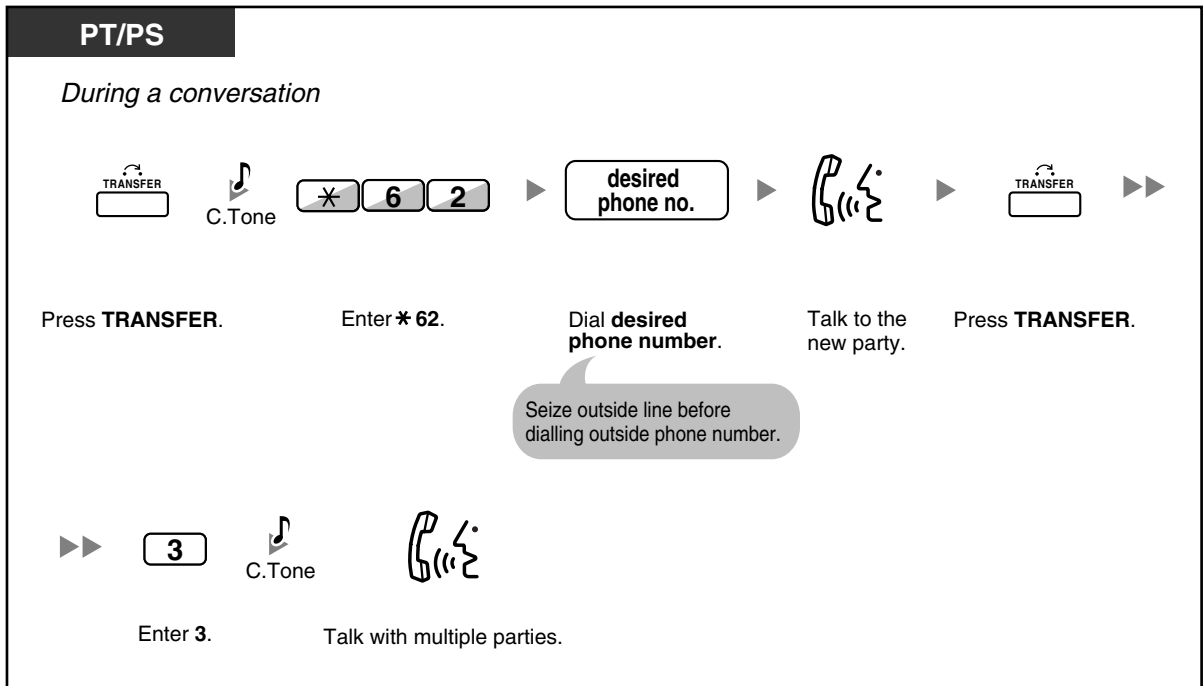 PT/PS
During a conversation
TRANSFER
C.Tone
* 6 2
desired
phone no.
TRANSFER
Press TRANSFER.
Enter * 62.
Dial desired
phone number.
Talk to the
new party.
Press TRANSFER.
Seize outside line before
dialling outside phone number.
3
C.Tone
Enter 3.
Talk with multiple parties.